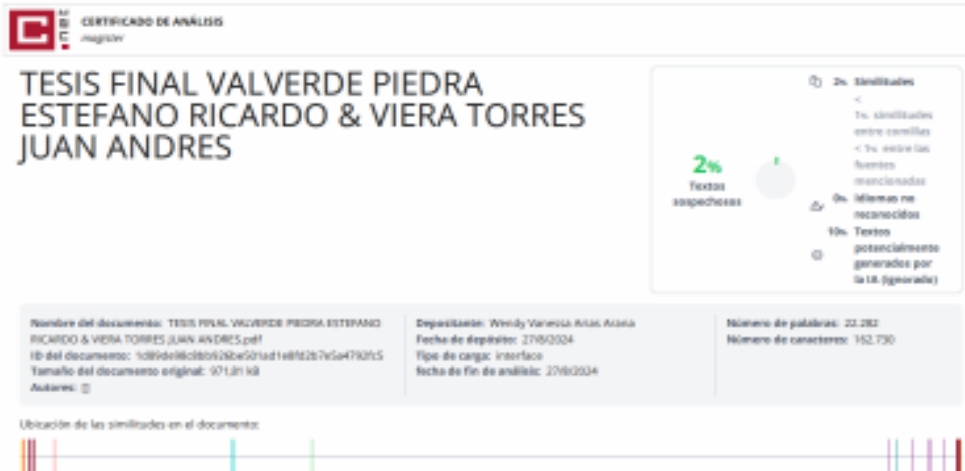 C
.net
CERTIFICADO DE ANÁLISIS
magister
TESIS FINAL VALVERDE PIEDRA
ESTEFANO RICARDO & VIERA TORRES
JUAN ANDRES
2%
Textos
sospechosos
2% Similitudes
<
1% similitudes
entre comillas
< 1% entre las
fuentes
mencionadas
0% Idiomas no
reconocidos
10% Textos
potencialmente
generados por
la IA (ignorado)
Nombre del documento: TESIS FINAL VALVERDE PIEDRA ESTEFANO
RICARDO & VIERA TORRES JUAN ANDRES.pdf
ID del documento:
Tamaño del documento original: 971,01 kB
Autores: []
Depositante: Wendy Vanessa Arias Arana
Fecha de depósito: 27/8/2024
Tipo de carga: interface
fecha de fin de análisis: 27/8/2024
Número de palabras: 22.282
Número de caracteres: 162.730
Ubicación de las similitudes en el documento: